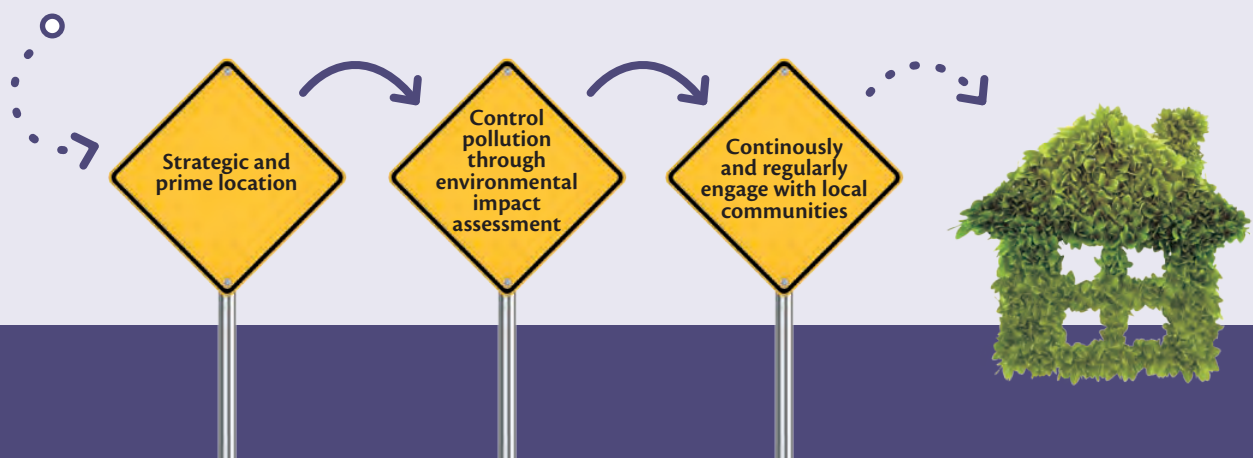 Strategic and
prime location
Control
pollution
through
environmental
impact
assessment
Continously
and regularly
engage with local
communities